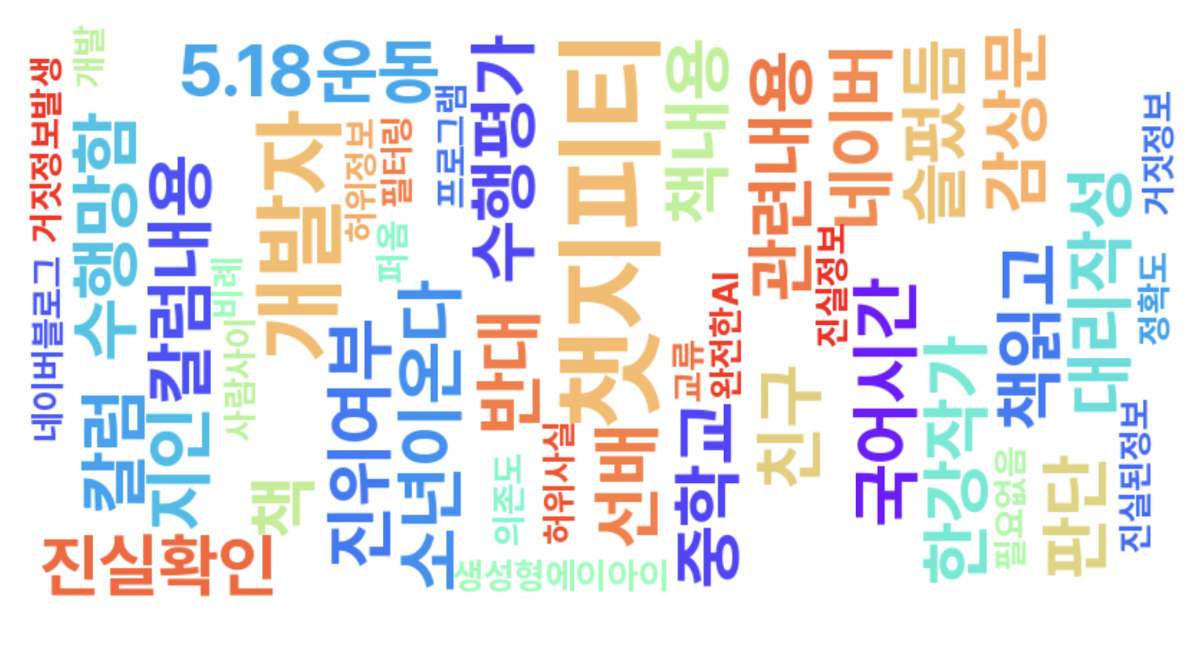 개발
거짓정보발생
네이버블로그
수행망함
칼럼
칼럼내용
지인
진실확인
5.18운동
비례
사람사이
책
개발자
허위정보
필터링
퍼옴
프로그램
진위여부
소년이온다
수행평가
반대
의존도
허위사실
생성형에이아이
챗지피티
선배
책내용
교류
완전한AI
중학교
관련내용
친구
진실정보
네이버
국어시간
슬펐듬
한강작가
감상문
책읽고
필요없음
판단
대리작성
거짓정보
정확도
진실된정보